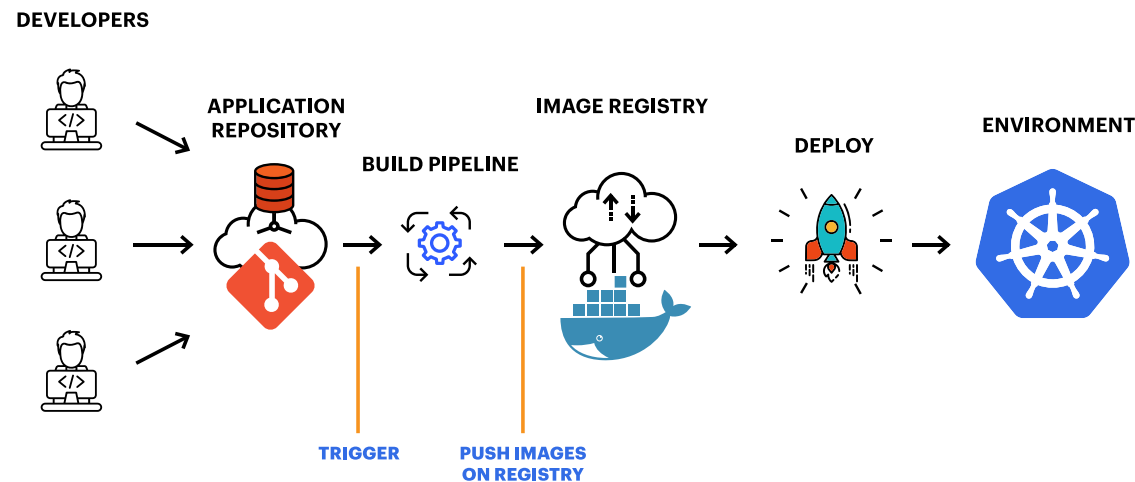 DEVELOPERS
APPLICATION
REPOSITORY
BUILD PIPELINE
IMAGE REGISTRY
DEPLOY
ENVIRONMENT
</>
</>
</>
TRIGGER
PUSH IMAGES
ON REGISTRY